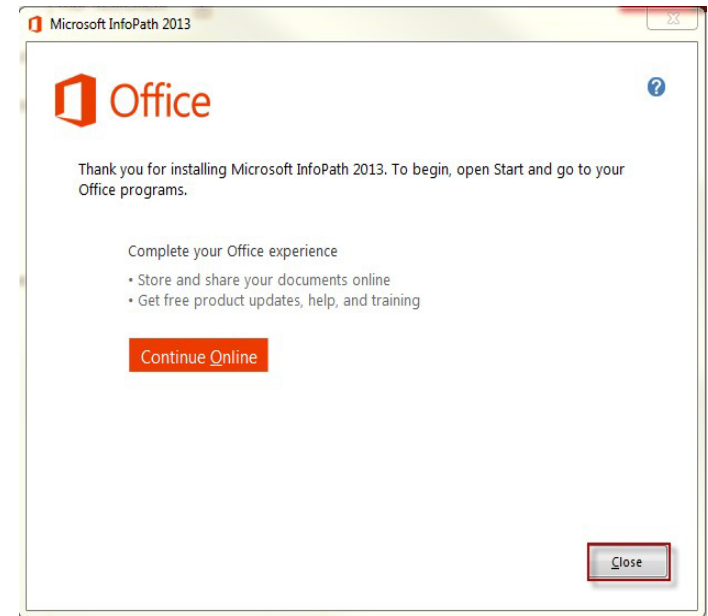 Microsoft InfoPath 2013
Office
?
Thank you for installing Microsoft InfoPath 2013. To begin, open Start and go to your
Office programs.
Complete your Office experience
• Store and share your documents online
• Get free product updates, help, and training
Continue Online
Close